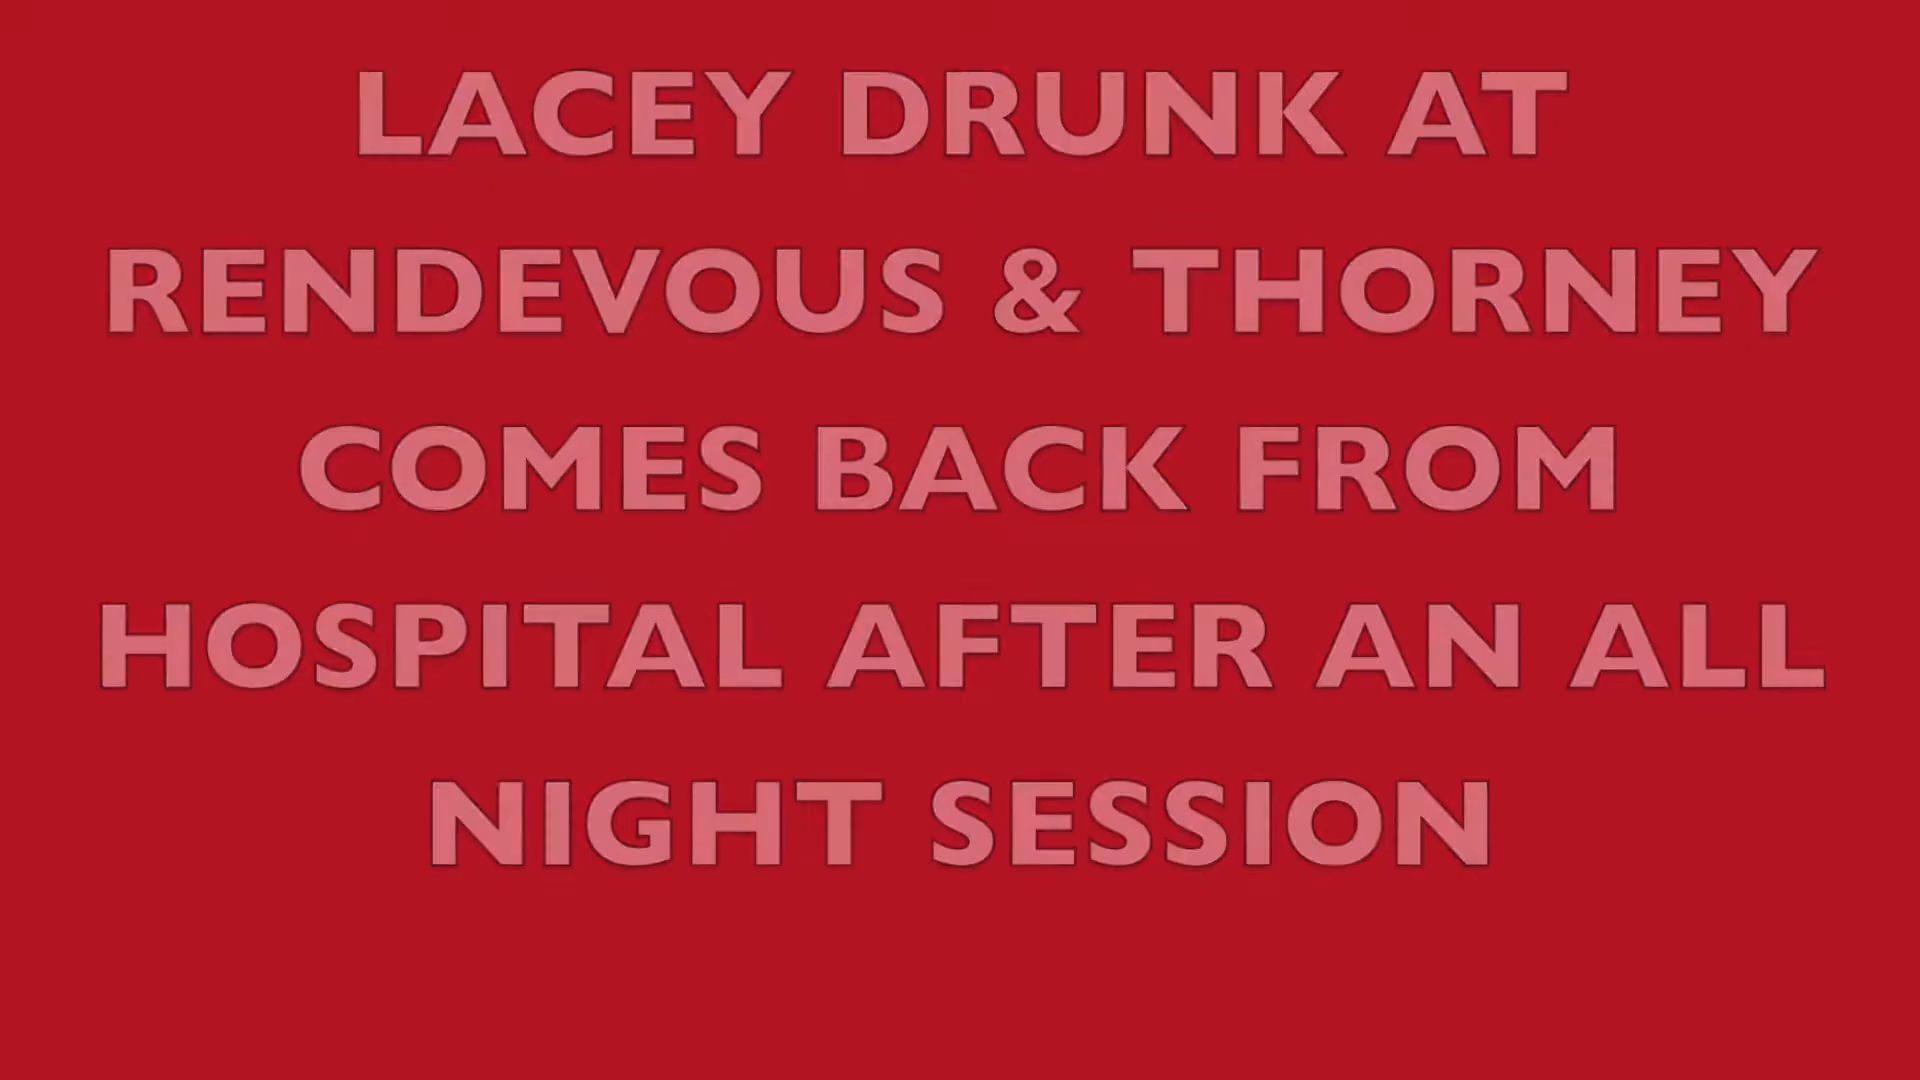 LACEY DRUNK AT
RENDEVOUS & THORNEY
COMES BACK FROM
HOSPITAL AFTER AN ALL
NIGHT SESSION